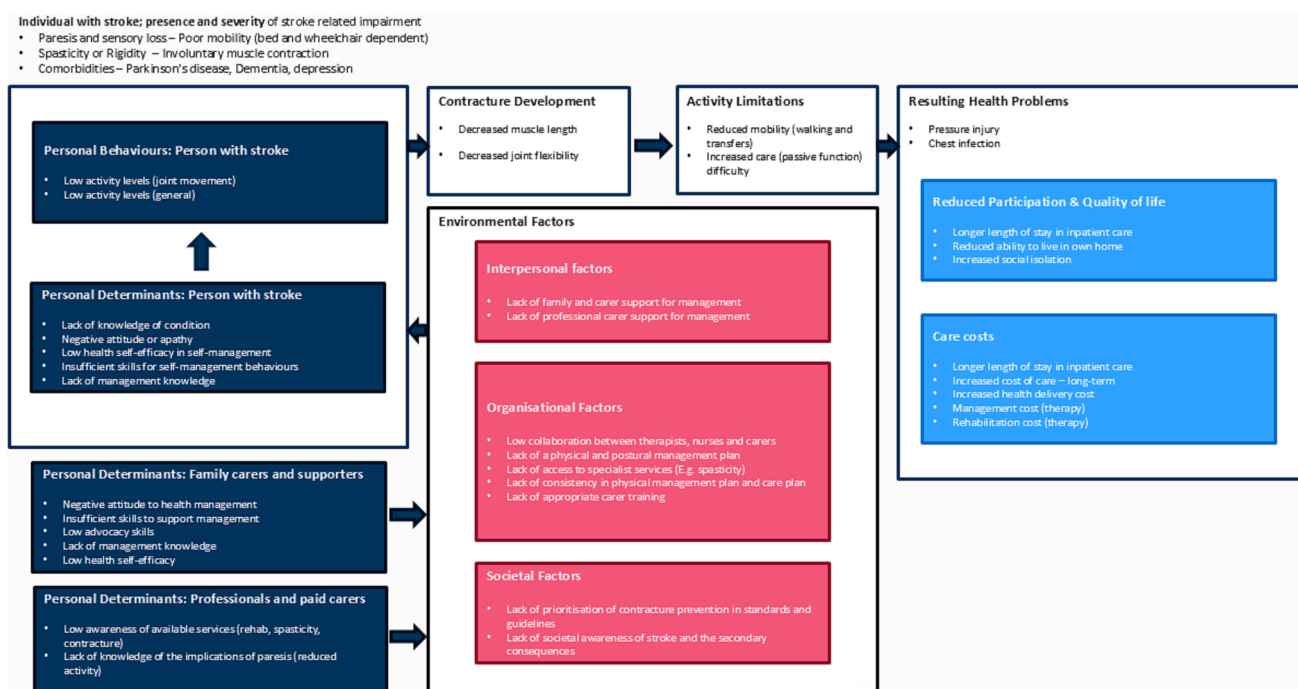 Individual with stroke; presence and severity of stroke related impairment
• Paresis and sensory loss – Poor mobility (bed and wheelchair dependent)
• Spasticity or Rigidity – Involuntary muscle contraction
• Comorbidities – Parkinson's disease, Dementia, depression
Personal Behaviours: Person with stroke
• Low activity levels (joint movement)
• Low activity levels (general)
Personal Determinants: Person with stroke
• Lack of knowledge of condition
• Negative attitude or apathy
• Low health self-efficacy in self-management
• Insufficient skills for self-management behaviours
• Lack of management knowledge
Personal Determinants: Family carers and supporters
• Negative attitude to health management
• Insufficient skills to support management
• Low advocacy skills
• Lack of management knowledge
• Low health self-efficacy
Personal Determinants: Professionals and paid carers
• Low awareness of available services (rehab, spasticity,
contracture)
• Lack of knowledge of the implications of paresis (reduced
activity)
Contracture Development
• Decreased muscle length
• Decreased joint flexibility
Activity Limitations
• Reduced mobility (walking and
transfers)
• Increased care (passive function)
difficulty
Environmental Factors
Interpersonal factors
• Lack of family and carer support for management
• Lack of professional carer support for management
Organisational Factors
• Low collaboration between therapists, nurses and carers
• Lack of a physical and postural management plan
• Lack of access to specialist services (E.g. spasticity)
• Lack of consistency in physical management plan and care plan
• Lack of appropriate carer training
Societal Factors
• Lack of prioritisation of contracture prevention in standards and
guidelines
• Lack of societal awareness of stroke and the secondary
consequences
Resulting Health Problems
• Pressure injury
• Chest infection
Reduced Participation & Quality of life
• Longer length of stay in inpatient care
• Reduced ability to live in own home
• Increased social isolation
Care costs
• Longer length of stay in inpatient care
• Increased cost of care – long-term
• Increased health delivery cost
• Management cost (therapy)
• Rehabilitation cost (therapy)